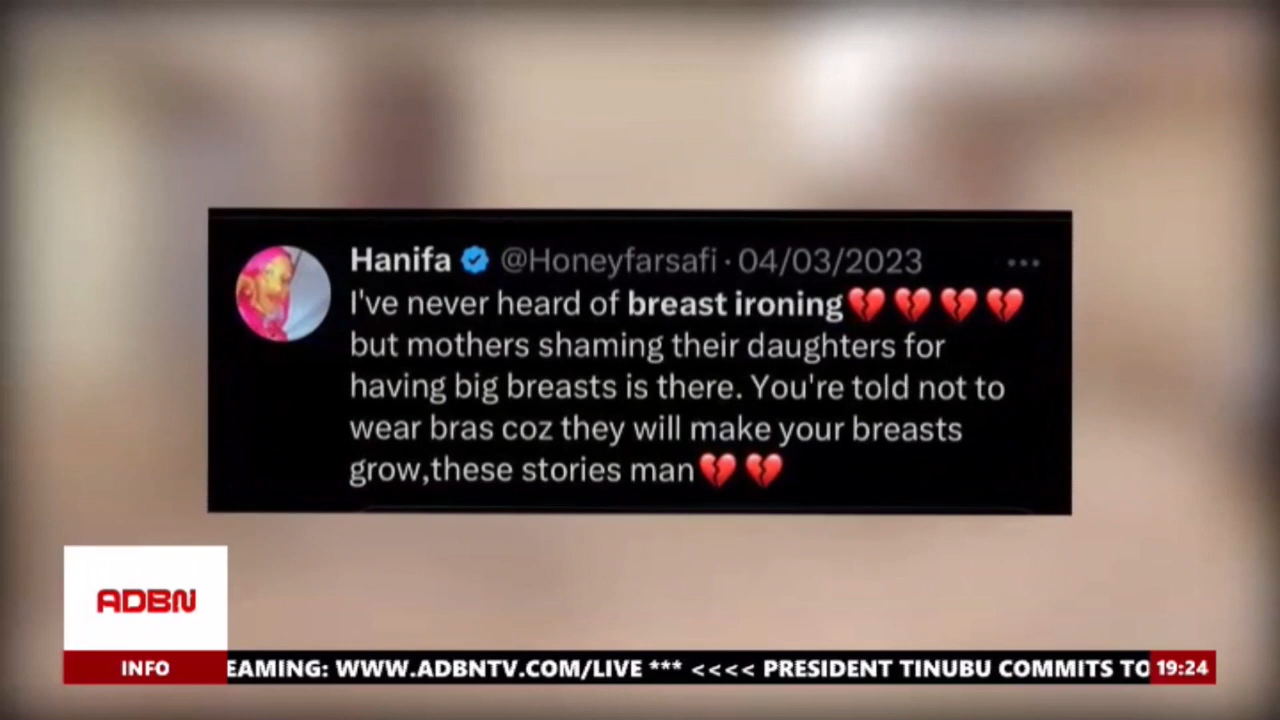 Hanifa @Honeyfarsafi · 04/03/2023
I've never heard of breast ironing💔💔💔💔
but mothers shaming their daughters for
having big breasts is there. You're told not to
wear bras coz they will make your breasts
grow,these stories man💔💔
ADBN
INFO
EAMING: WWW.ADBNTV.COM/LIVE *** <<<< PRESIDENT TINUBU COMMITS TO
19:24